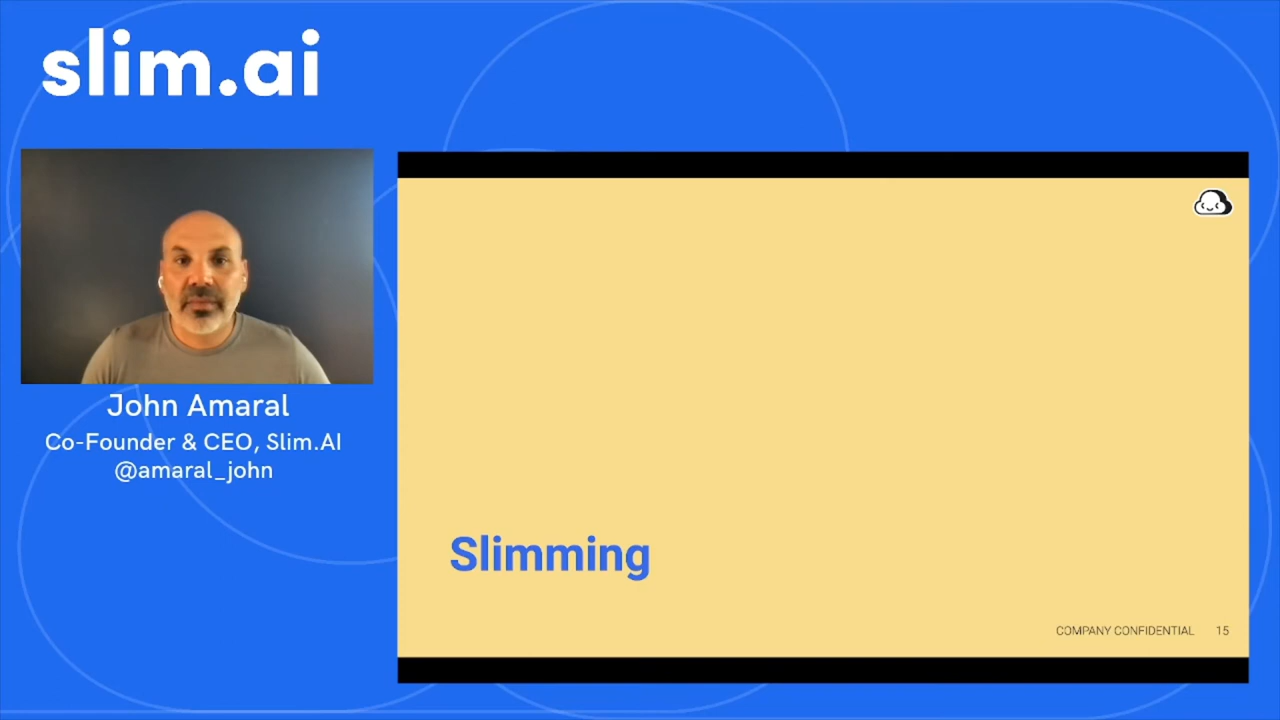 slim.ai
John Amaral
Co-Founder & CEO, Slim.AI
@amaral_john
Slimming
COMPANY CONFIDENTIAL 15